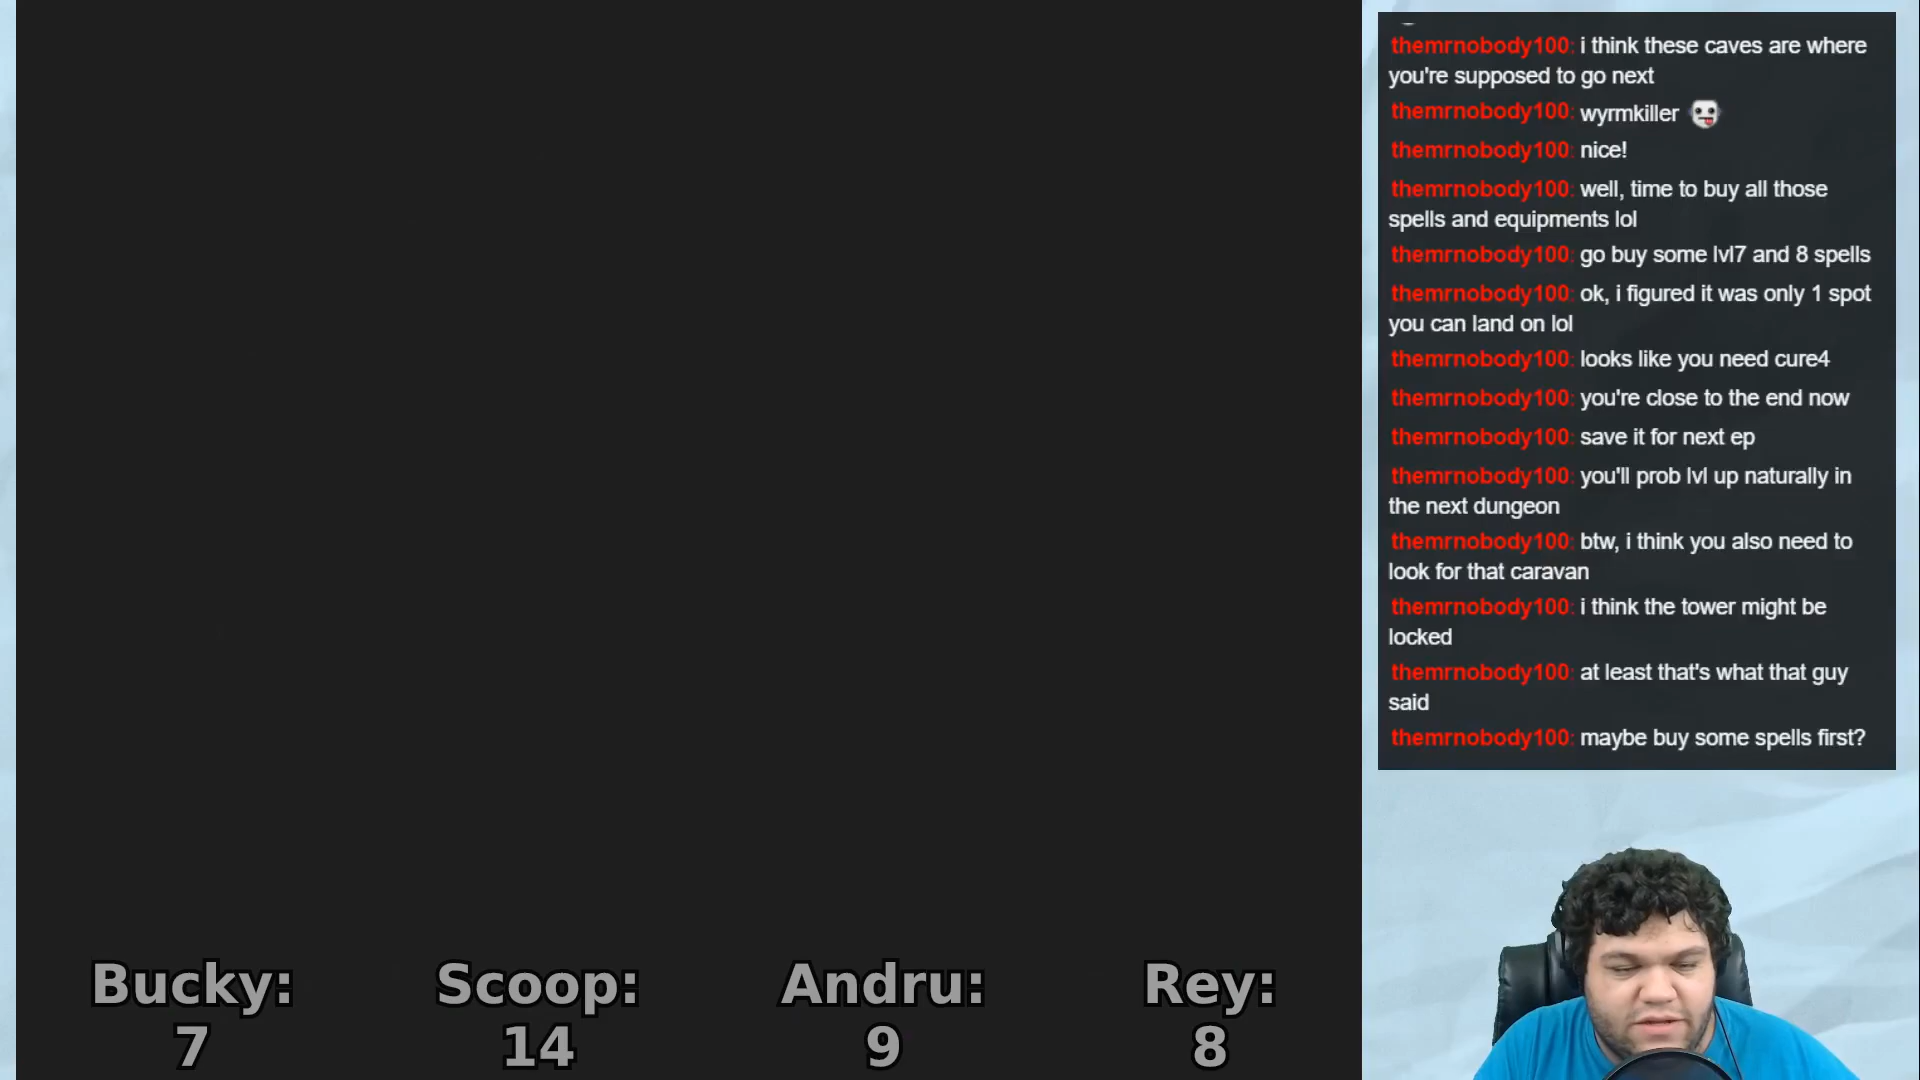 themrnobody100: i think these caves are where
you're supposed to go next
themrnobody100: wyrmkiller
themrnobody100: nice!
themrnobody100: well, time to buy all those
spells and equipments lol
themrnobody100: go buy some lvl7 and 8 spells
themrnobody100: ok, i figured it was only 1 spot
you can land on lol
themrnobody100: looks like you need cure4
themrnobody100: you're close to the end now
themrnobody100: save it for next ep
themrnobody100: you'll prob lvl up naturally in
the next dungeon
themrnobody100: btw, i think you also need to
look for that caravan
themrnobody100: i think the tower might be
locked
themrnobody100: at least that's what that guy
said
themrnobody100: maybe buy some spells first?
Bucky: Scoop: Andru: Rey:
7 14 9 8